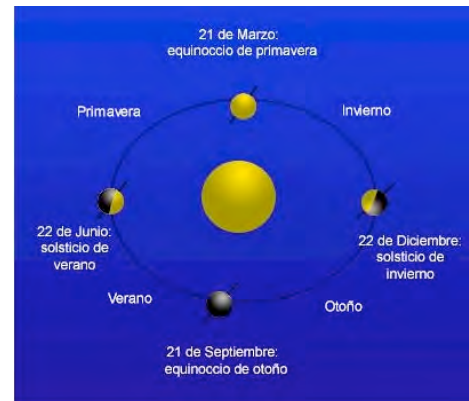 21 de Marzo:
equinoccio de primavera
Primavera
Invierno
22 de Junio:
solsticio de
verano
22 de Diciembre:
solsticio de
invierno
Verano
Otoño
21 de Septiembre:
equinoccio de otoño